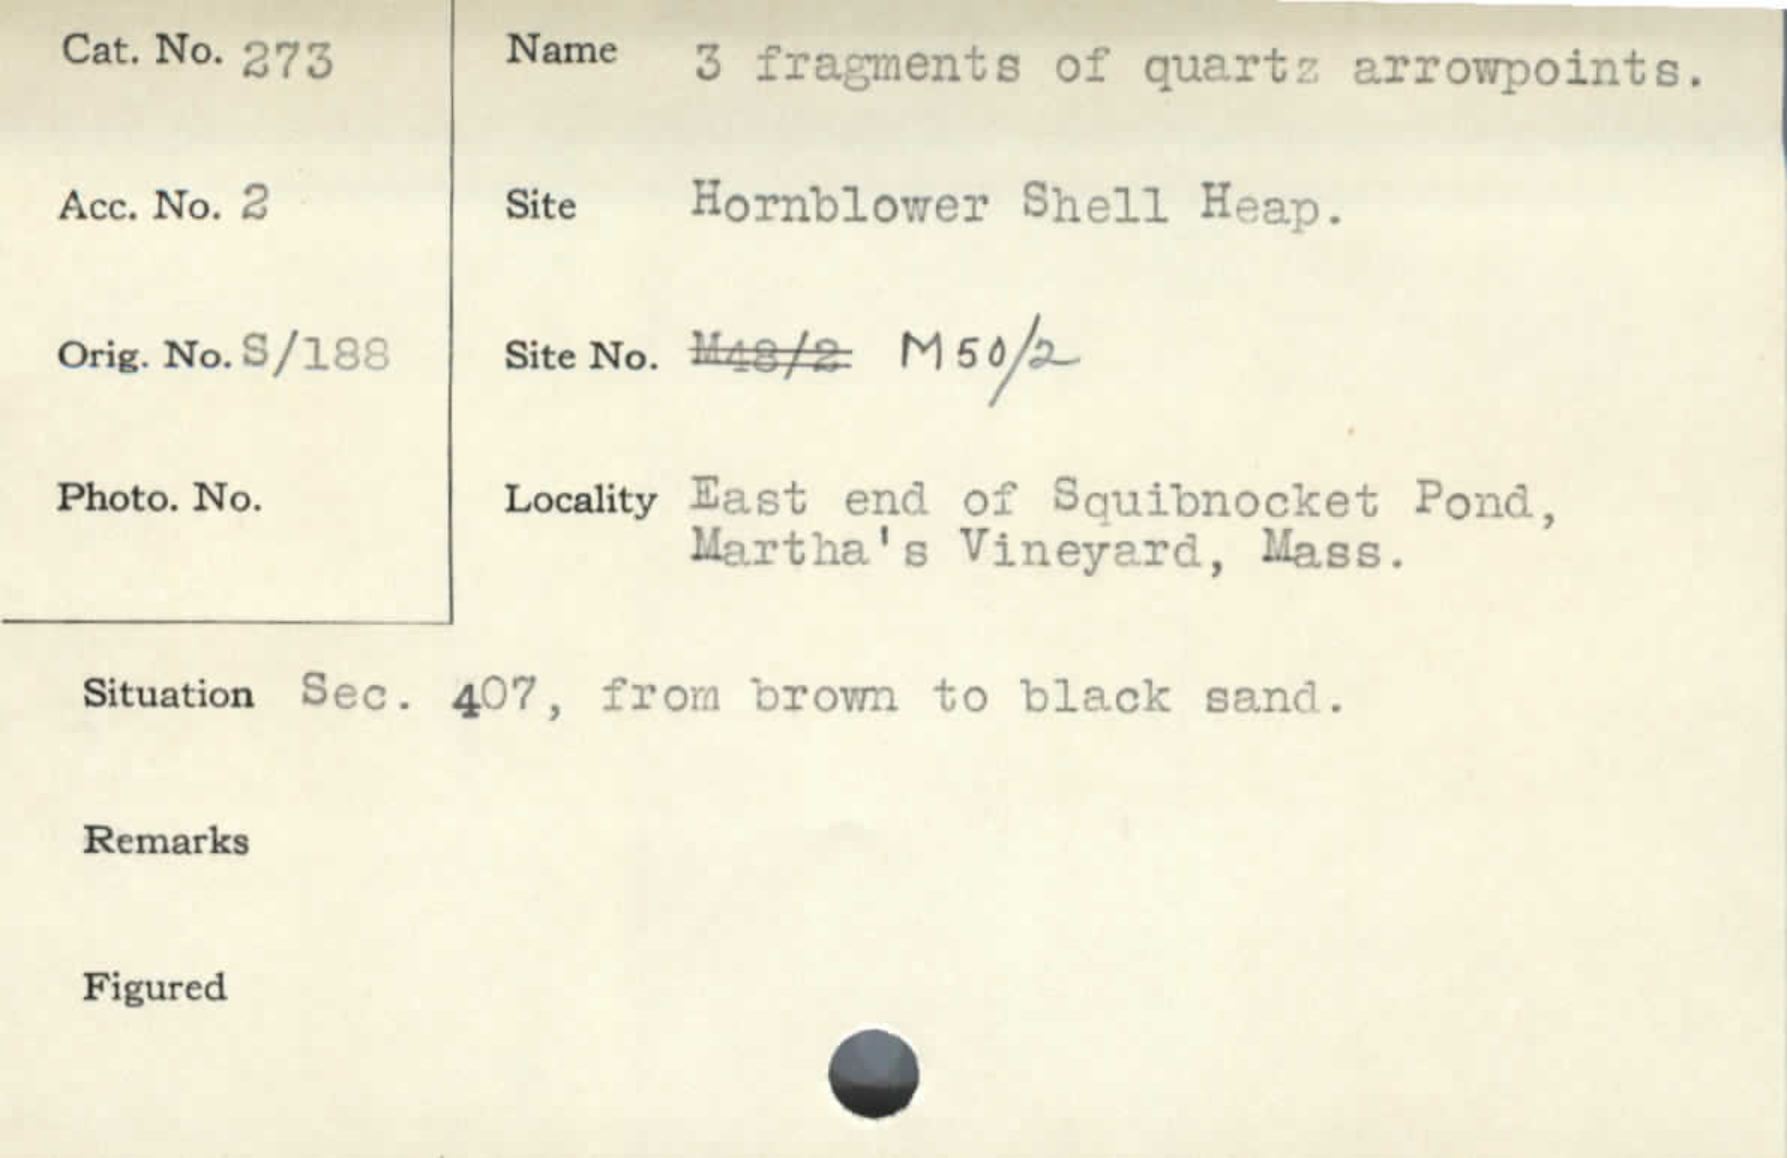 Cat. No. 273
Name 3 fragments of quartz arrowpoints.
Acc. No. 2
Site Hornblower Shell Heap.
Orig. No. S/188
Site No. M48/2 M50/2
Photo. No.
Locality East end of Squibnocket Pond,
Martha's Vineyard, Mass.
Situation Sec. 407, from brown to black sand.
Remarks
Figured